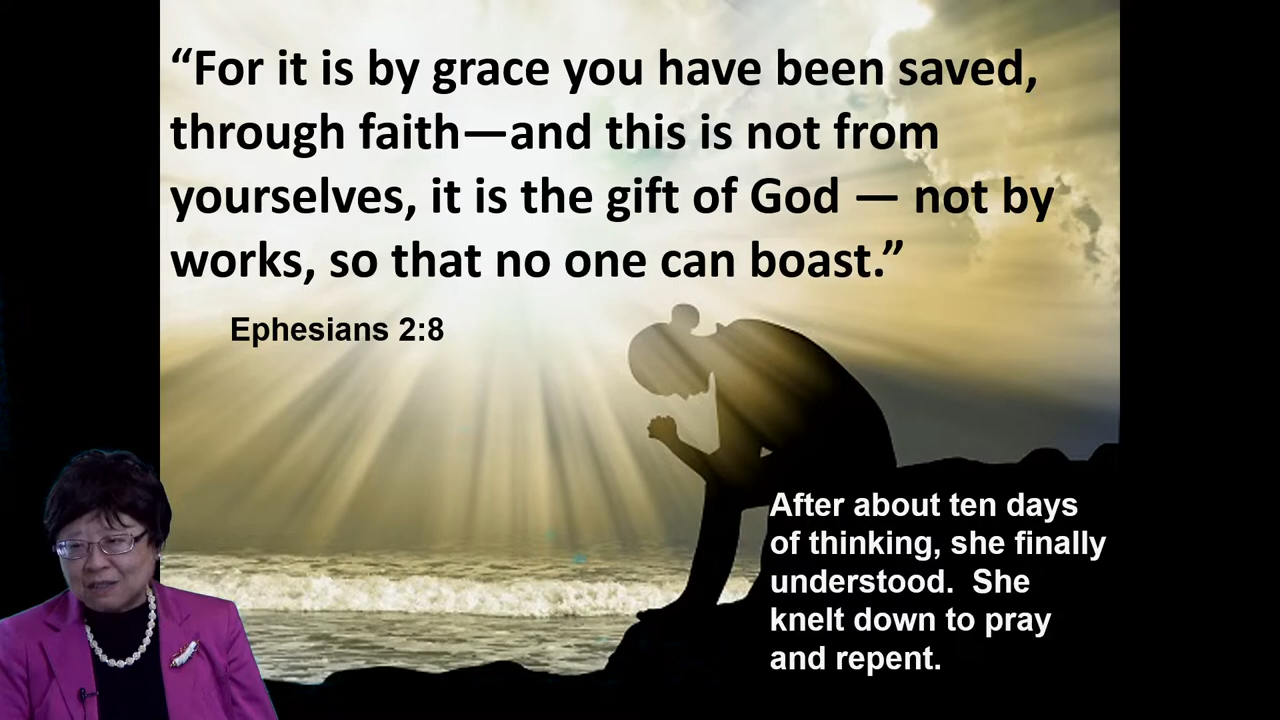 “For it is by grace you have been saved,
through faith—and this is not from
yourselves, it is the gift of God — not by
works, so that no one can boast.”
Ephesians 2:8
After about ten days
of thinking, she finally
understood.  She
knelt down to pray
and repent.